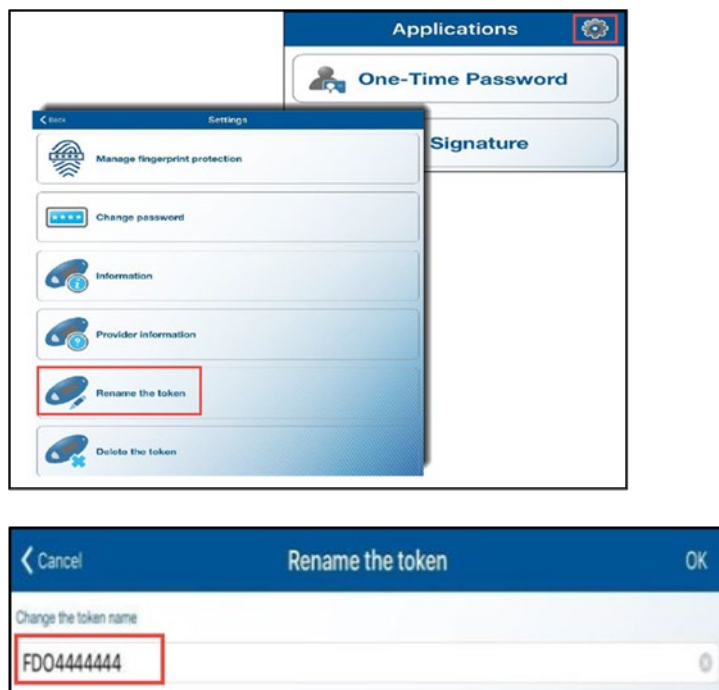 Applications
One-Time Password
Signature
Back
Settings
Manage fingerprint protection
Change password
Information
Provider information
Rename the token
Delete the token
Cancel
Rename the token
OK
Change the token name
FDO4444444